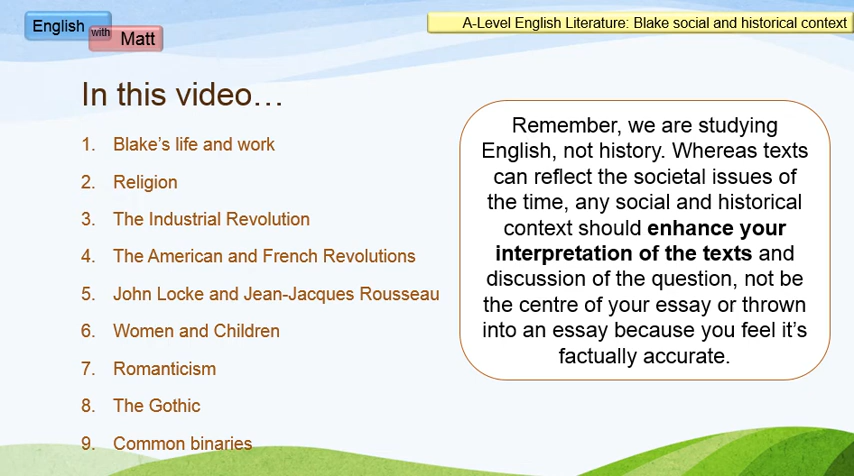 English with Matt
A-Level English Literature: Blake social and historical context
In this video…
1. Blake's life and work
2. Religion
3. The Industrial Revolution
4. The American and French Revolutions
5. John Locke and Jean-Jacques Rousseau
6. Women and Children
7. Romanticism
8. The Gothic
9. Common binaries
Remember, we are studying
English, not history. Whereas texts
can reflect the societal issues of
the time, any social and historical
context should enhance your
interpretation of the texts and
discussion of the question, not be
the centre of your essay or thrown
into an essay because you feel it's
factually accurate.